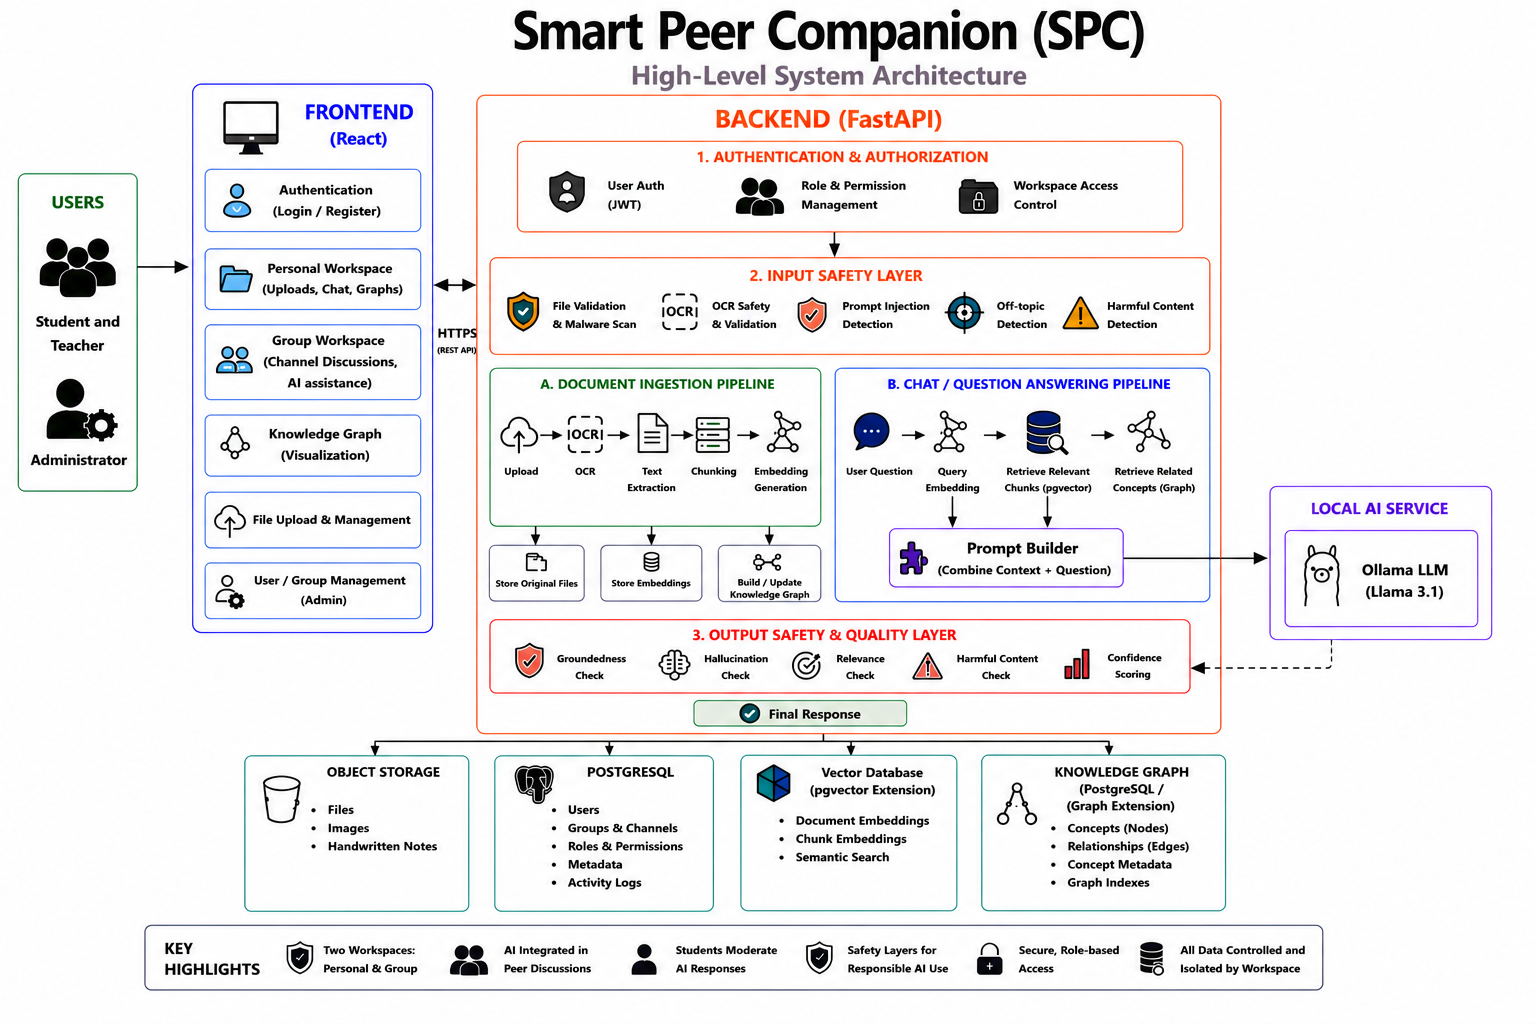 Smart Peer Companion (SPC)
High-Level System Architecture
USERS
Student and
Teacher
Administrator
FRONTEND
(React)
Authentication
(Login / Register)
Personal Workspace
(Uploads, Chat, Graphs)
Group Workspace
(Channel Discussions,
AI assistance)
Knowledge Graph
(Visualization)
File Upload & Management
User / Group Management
(Admin)
HTTPS
(REST API)
BACKEND (FastAPI)
1. AUTHENTICATION & AUTHORIZATION
User Auth
(JWT)
Role & Permission
Management
Workspace Access
Control
2. INPUT SAFETY LAYER
File Validation
& Malware Scan
OCR
OCR Safety
& Validation
Prompt Injection
Detection
Off-topic
Detection
Harmful Content
Detection
A. DOCUMENT INGESTION PIPELINE
OCR
Upload
OCR
Text
Extraction
Chunking
Embedding
Generation
Store Original Files
Store Embeddings
Build / Update
Knowledge Graph
B. CHAT / QUESTION ANSWERING PIPELINE
User Question
Query
Embedding
Retrieve Relevant
Chunks (pgvector)
Retrieve Related
Concepts (Graph)
Prompt Builder
(Combine Context + Question)
LOCAL AI SERVICE
Ollama LLM
(Llama 3.1)
3. OUTPUT SAFETY & QUALITY LAYER
Groundedness
Check
Hallucination
Check
Relevance
Check
Harmful Content
Check
Confidence
Scoring
Final Response
OBJECT STORAGE
• Files
• Images
• Handwritten Notes
POSTGRESQL
• Users
• Groups & Channels
• Roles & Permissions
• Metadata
• Activity Logs
Vector Database
(pgvector Extension)
• Document Embeddings
• Chunk Embeddings
• Semantic Search
KNOWLEDGE GRAPH
(PostgreSQL /
(Graph Extension)
• Concepts (Nodes)
• Relationships (Edges)
• Concept Metadata
• Graph Indexes
KEY
HIGHLIGHTS
Two Workspaces:
Personal & Group
AI Integrated in
Peer Discussions
Students Moderate
AI Responses
Safety Layers for
Responsible AI Use
Secure, Role-based
Access
All Data Controlled and
Isolated by Workspace